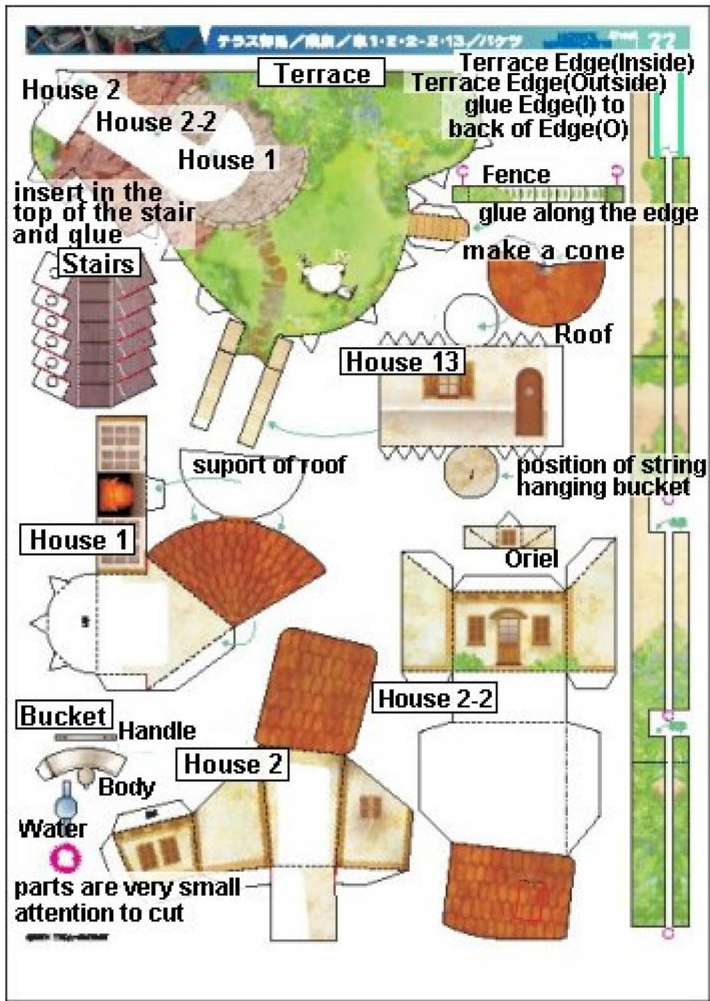 テラス部品/民家/車1・2・2-2・13/バケツ
22
Terrace
House 2
House 2-2
House 1
Terrace Edge(Inside)
Terrace Edge(Outside)
glue Edge(I) to
back of Edge(O)
Fence
glue along the edge
insert in the
top of the stair
and glue
Stairs
make a cone
Roof
House 13
suport of roof
position of string
hanging bucket
House 1
Oriel
House 2-2
Bucket
Handle
Body
House 2
Water
parts are very small
attention to cut